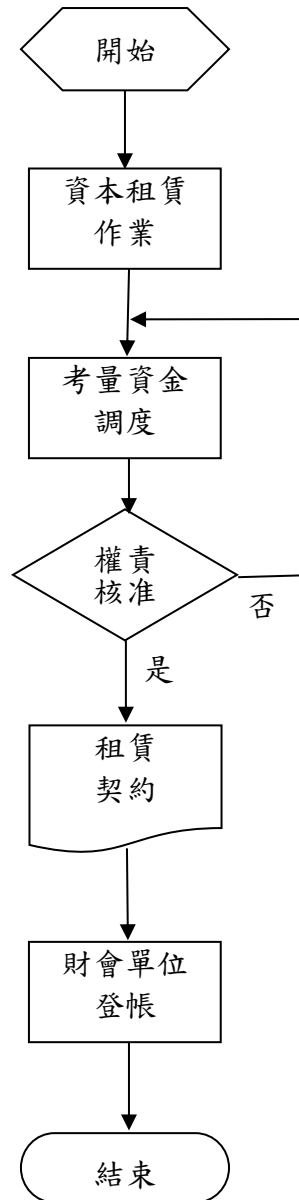 開始
資本租賃
作業
考量資金
調度
權責
核准
否
是
租賃
契約
財會單位
登帳
結束